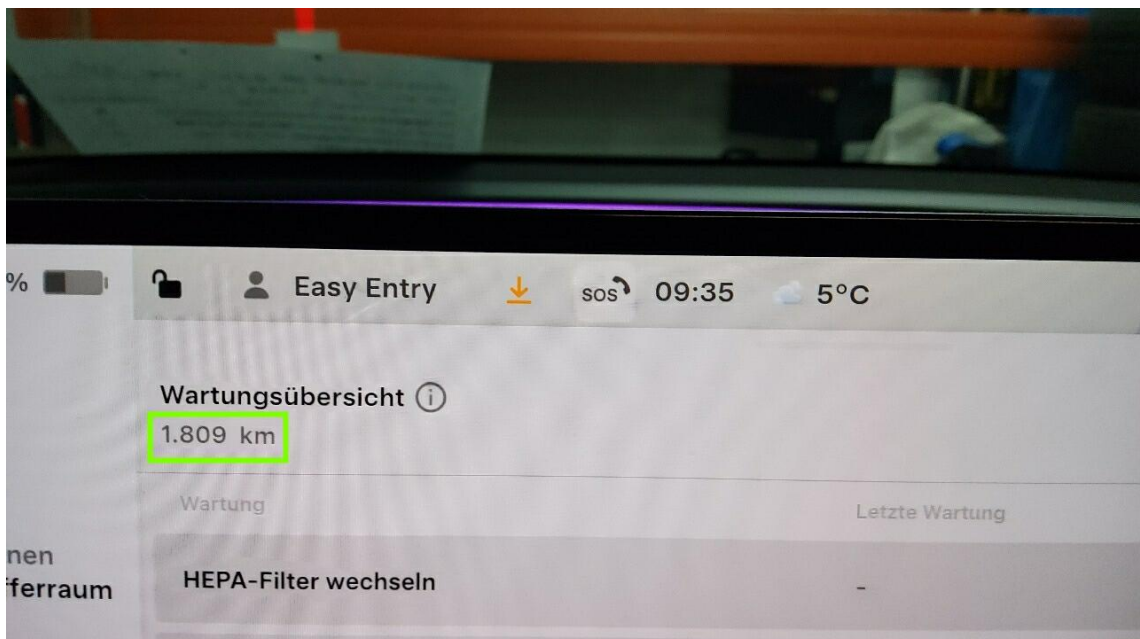 % Easy Entry SOS 09:35 5°C
Wartungsübersicht
1.809 km
Wartung Letzte Wartung
nen
fferraum HEPA-Filter wechseln -